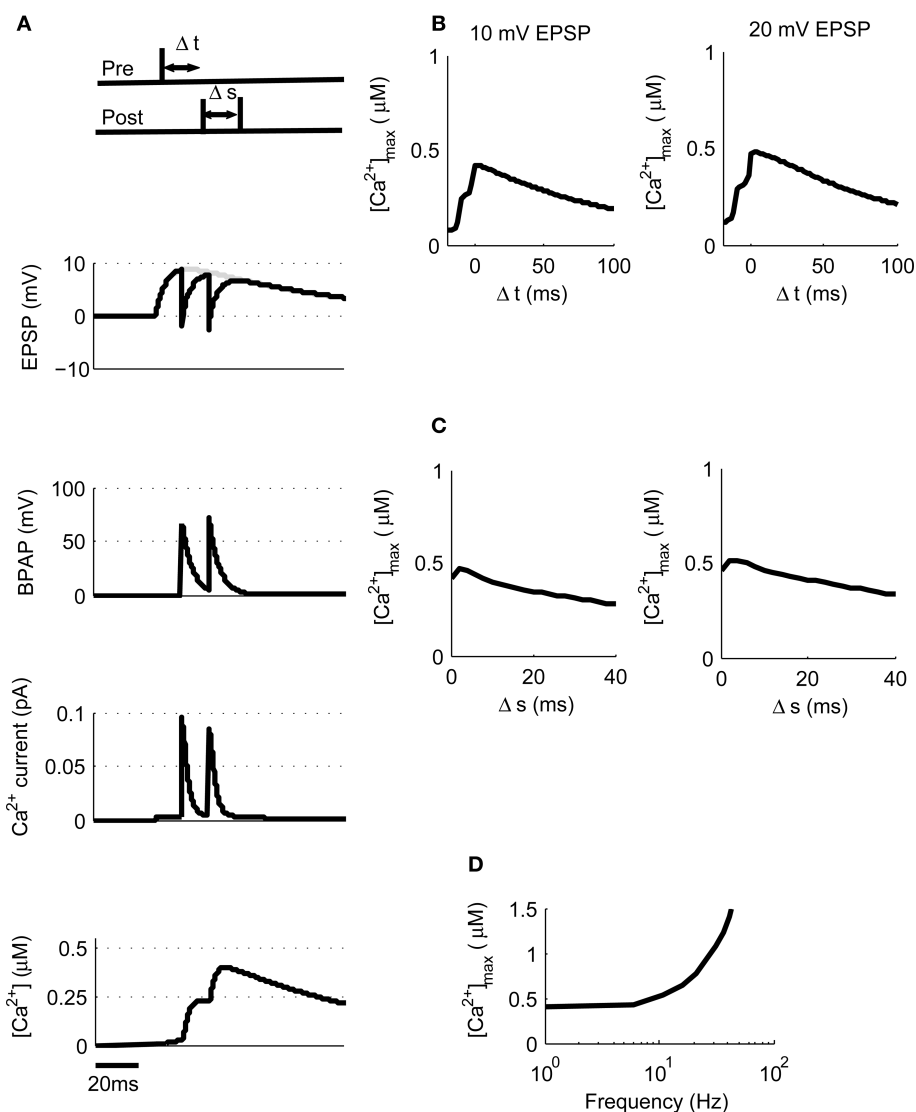 A
Δ t
Pre
Δ s
Post
10
0
−10
EPSP (mV)
100
50
0
BPAP (mV)
0.1
0.05
0
Ca2+ current (pA)
0.5
0.25
0
[Ca2+] (μM)
20ms
B
10 mV EPSP
20 mV EPSP
1
0.5
0
[Ca2+]max ( μM)
0
50
100
Δ t (ms)
1
0.5
0
[Ca2+]max ( μM)
0
50
100
Δ t (ms)
C
1
0.5
0
[Ca2+]max ( μM)
0
20
40
Δ s (ms)
1
0.5
0
[Ca2+]max ( μM)
0
20
40
Δ s (ms)
D
1.5
1
0.5
0
[Ca2+]max ( μM)
10^0
10^1
10^2
Frequency (Hz)